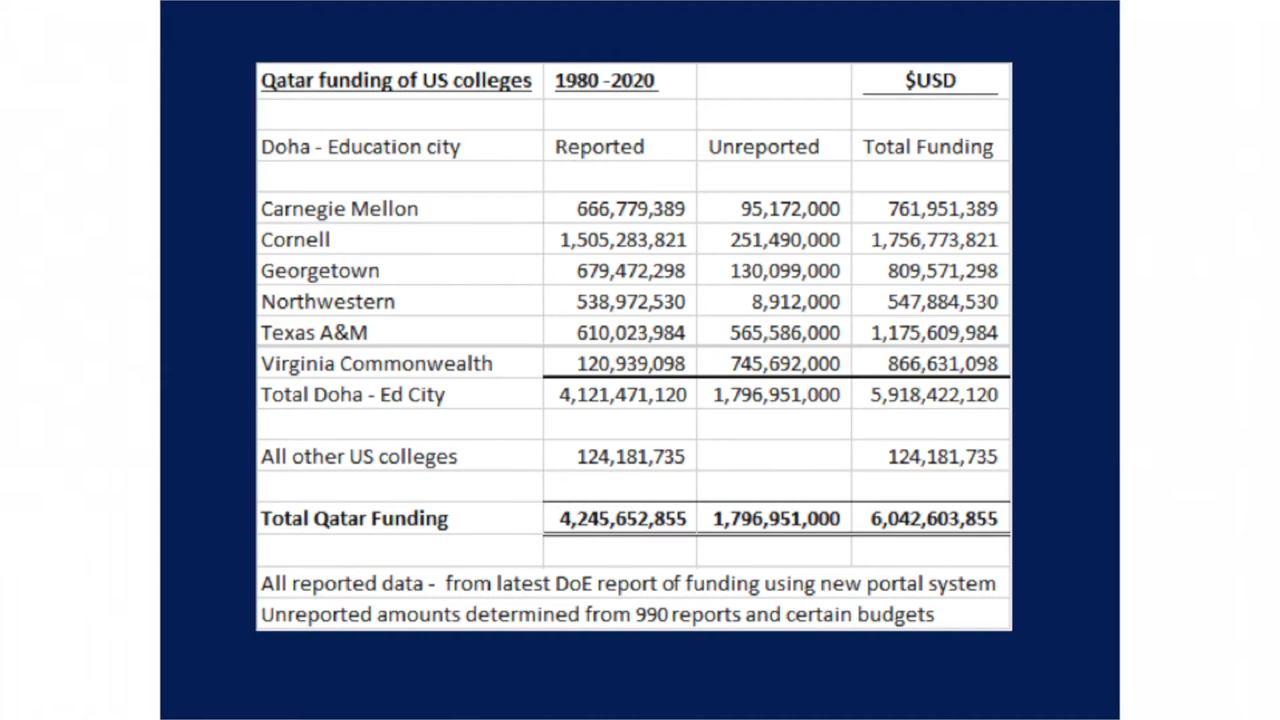 Qatar funding of US colleges 1980 -2020 $USD
Doha - Education city Reported Unreported Total Funding
Carnegie Mellon 666,779,389 95,172,000 761,951,389
Cornell 1,505,283,821 251,490,000 1,756,773,821
Georgetown 679,472,298 130,099,000 809,571,298
Northwestern 538,972,530 8,912,000 547,884,530
Texas A&M 610,023,984 565,586,000 1,175,609,984
Virginia Commonwealth 120,939,098 745,692,000 866,631,098
Total Doha - Ed City 4,121,471,120 1,796,951,000 5,918,422,120
All other US colleges 124,181,735 124,181,735
Total Qatar Funding 4,245,652,855 1,796,951,000 6,042,603,855
All reported data - from latest DoE report of funding using new portal system
Unreported amounts determined from 990 reports and certain budgets